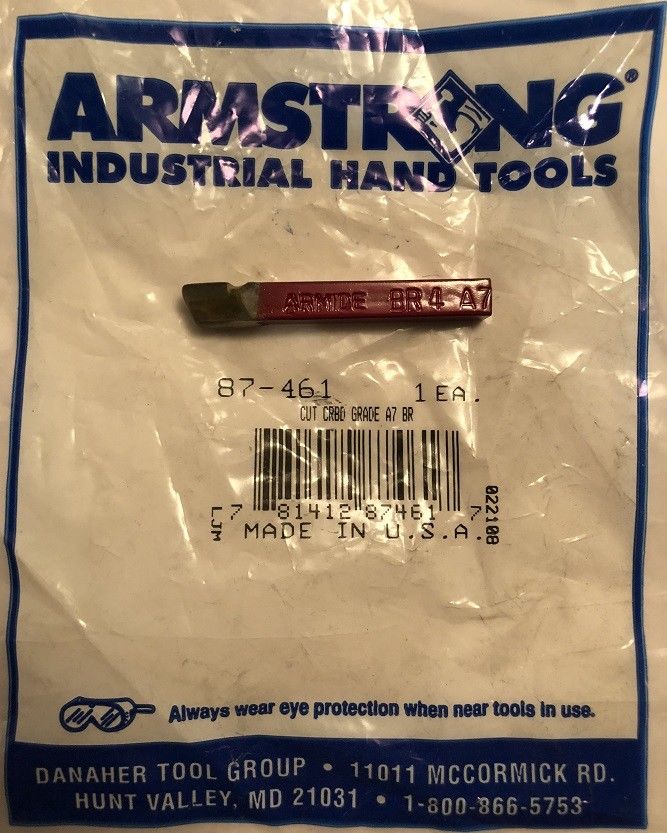 ARMSTRONG®
INDUSTRIAL HAND TOOLS
ARMIDE BR4 A7
87-461 1 EA.
CUT CRBD GRADE A7 BR
7 81412 87461 7
LJM
022108
MADE IN U.S.A.
Always wear eye protection when near tools in use.
DANAHER TOOL GROUP • 11011 MCCORMICK RD.
HUNT VALLEY, MD 21031 • 1-800-866-5753